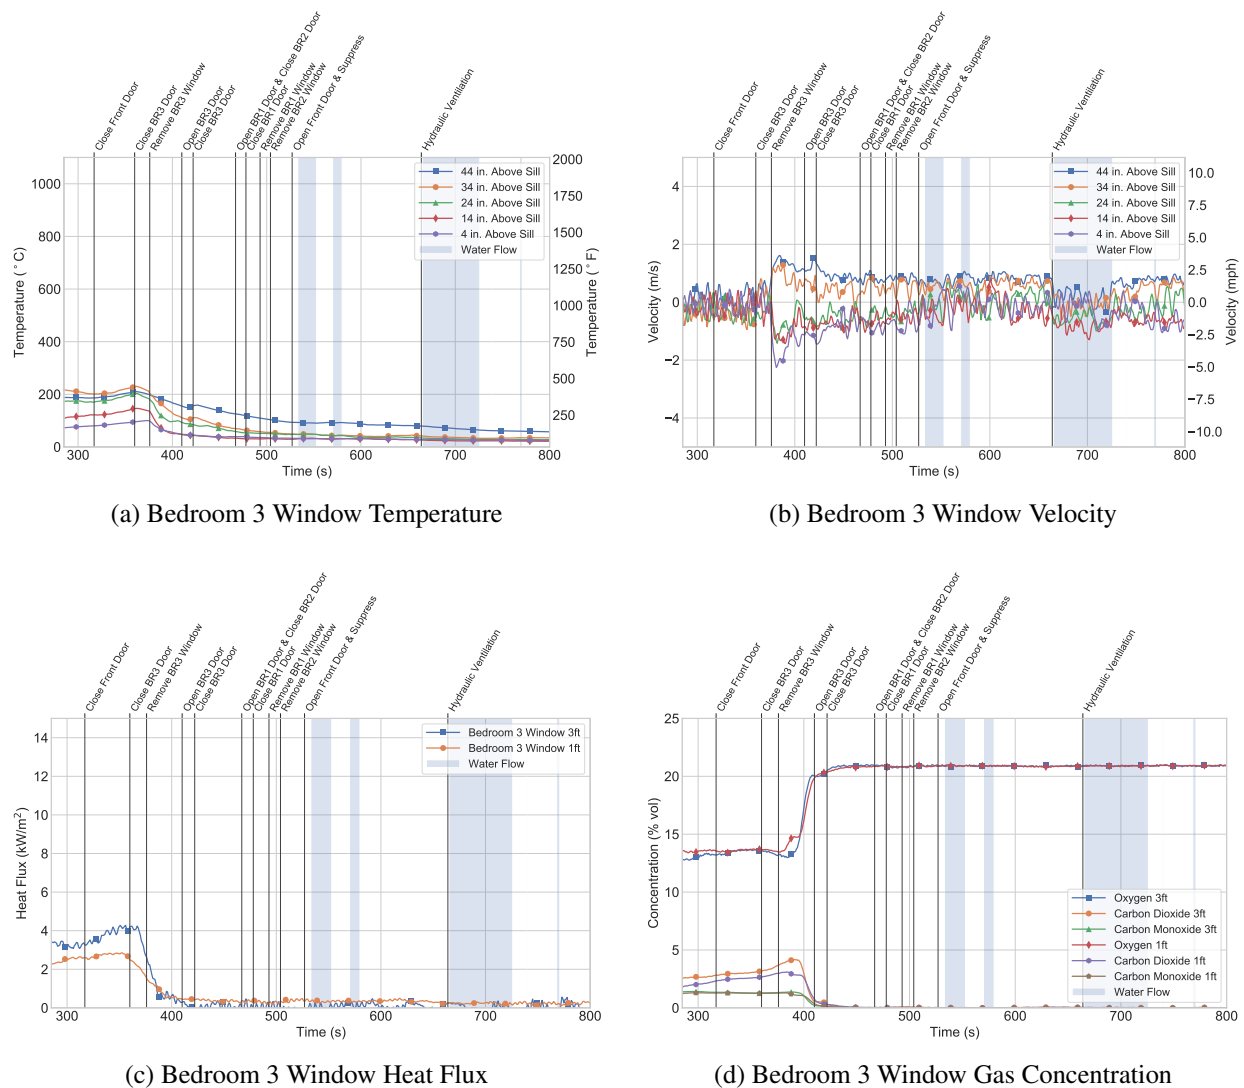 Close Front Door
Close BR3 Door
Remove BR3 Window
Open BR3 Door
Close BR3 Door
Open BR1 Door & Close BR2 Door
Close BR1 Door
Remove BR1 Window
Remove BR2 Window
Open Front Door & Suppress
Hydraulic Ventilation
1000
800
600
400
200
0
Temperature (°C)
2000
1750
1500
1250
1000
750
500
250
Temperature (°F)
44 in. Above Sill
34 in. Above Sill
24 in. Above Sill
14 in. Above Sill
4 in. Above Sill
Water Flow
300 400 500 600 700 800
Time (s)
(a) Bedroom 3 Window Temperature
Close Front Door
Close BR3 Door
Remove BR3 Window
Open BR3 Door
Close BR3 Door
Open BR1 Door & Close BR2 Door
Close BR1 Door
Remove BR1 Window
Remove BR2 Window
Open Front Door & Suppress
Hydraulic Ventilation
4
2
0
−2
−4
Velocity (m/s)
10.0
7.5
5.0
2.5
0.0
−2.5
−5.0
−7.5
−10.0
Velocity (mph)
44 in. Above Sill
34 in. Above Sill
24 in. Above Sill
14 in. Above Sill
4 in. Above Sill
Water Flow
300 400 500 600 700 800
Time (s)
(b) Bedroom 3 Window Velocity
Close Front Door
Close BR3 Door
Remove BR3 Window
Open BR3 Door
Close BR3 Door
Open BR1 Door & Close BR2 Door
Close BR1 Door
Remove BR1 Window
Remove BR2 Window
Open Front Door & Suppress
Hydraulic Ventilation
14
12
10
8
6
4
2
0
Heat Flux (kW/m²)
Bedroom 3 Window 3ft
Bedroom 3 Window 1ft
Water Flow
300 400 500 600 700 800
Time (s)
(c) Bedroom 3 Window Heat Flux
Close Front Door
Close BR3 Door
Remove BR3 Window
Open BR3 Door
Close BR3 Door
Open BR1 Door & Close BR2 Door
Close BR1 Door
Remove BR1 Window
Remove BR2 Window
Open Front Door & Suppress
Hydraulic Ventilation
25
20
15
10
5
0
Concentration (% vol)
Oxygen 3ft
Carbon Dioxide 3ft
Carbon Monoxide 3ft
Oxygen 1ft
Carbon Dioxide 1ft
Carbon Monoxide 1ft
Water Flow
300 400 500 600 700 800
Time (s)
(d) Bedroom 3 Window Gas Concentration